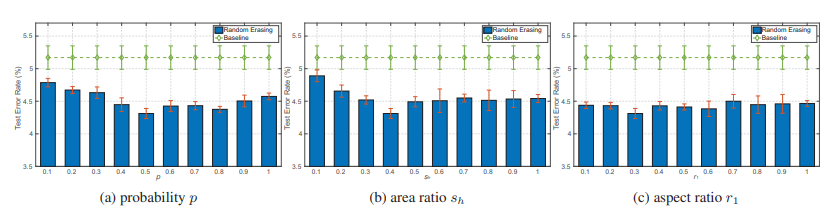 5.5
5
4.5
4
3.5
Test Error Rate (%)
Random Erasing
Baseline
0.1 0.2 0.3 0.4 0.5 0.6 0.7 0.8 0.9 1
p
(a) probability p
5.5
5
4.5
4
3.5
Test Error Rate (%)
Random Erasing
Baseline
0.1 0.2 0.3 0.4 0.5 0.6 0.7 0.8 0.9 1
sₕ
(b) area ratio sₕ
5.5
5
4.5
4
3.5
Test Error Rate (%)
Random Erasing
Baseline
0.1 0.2 0.3 0.4 0.5 0.6 0.7 0.8 0.9 1
r₁
(c) aspect ratio r₁